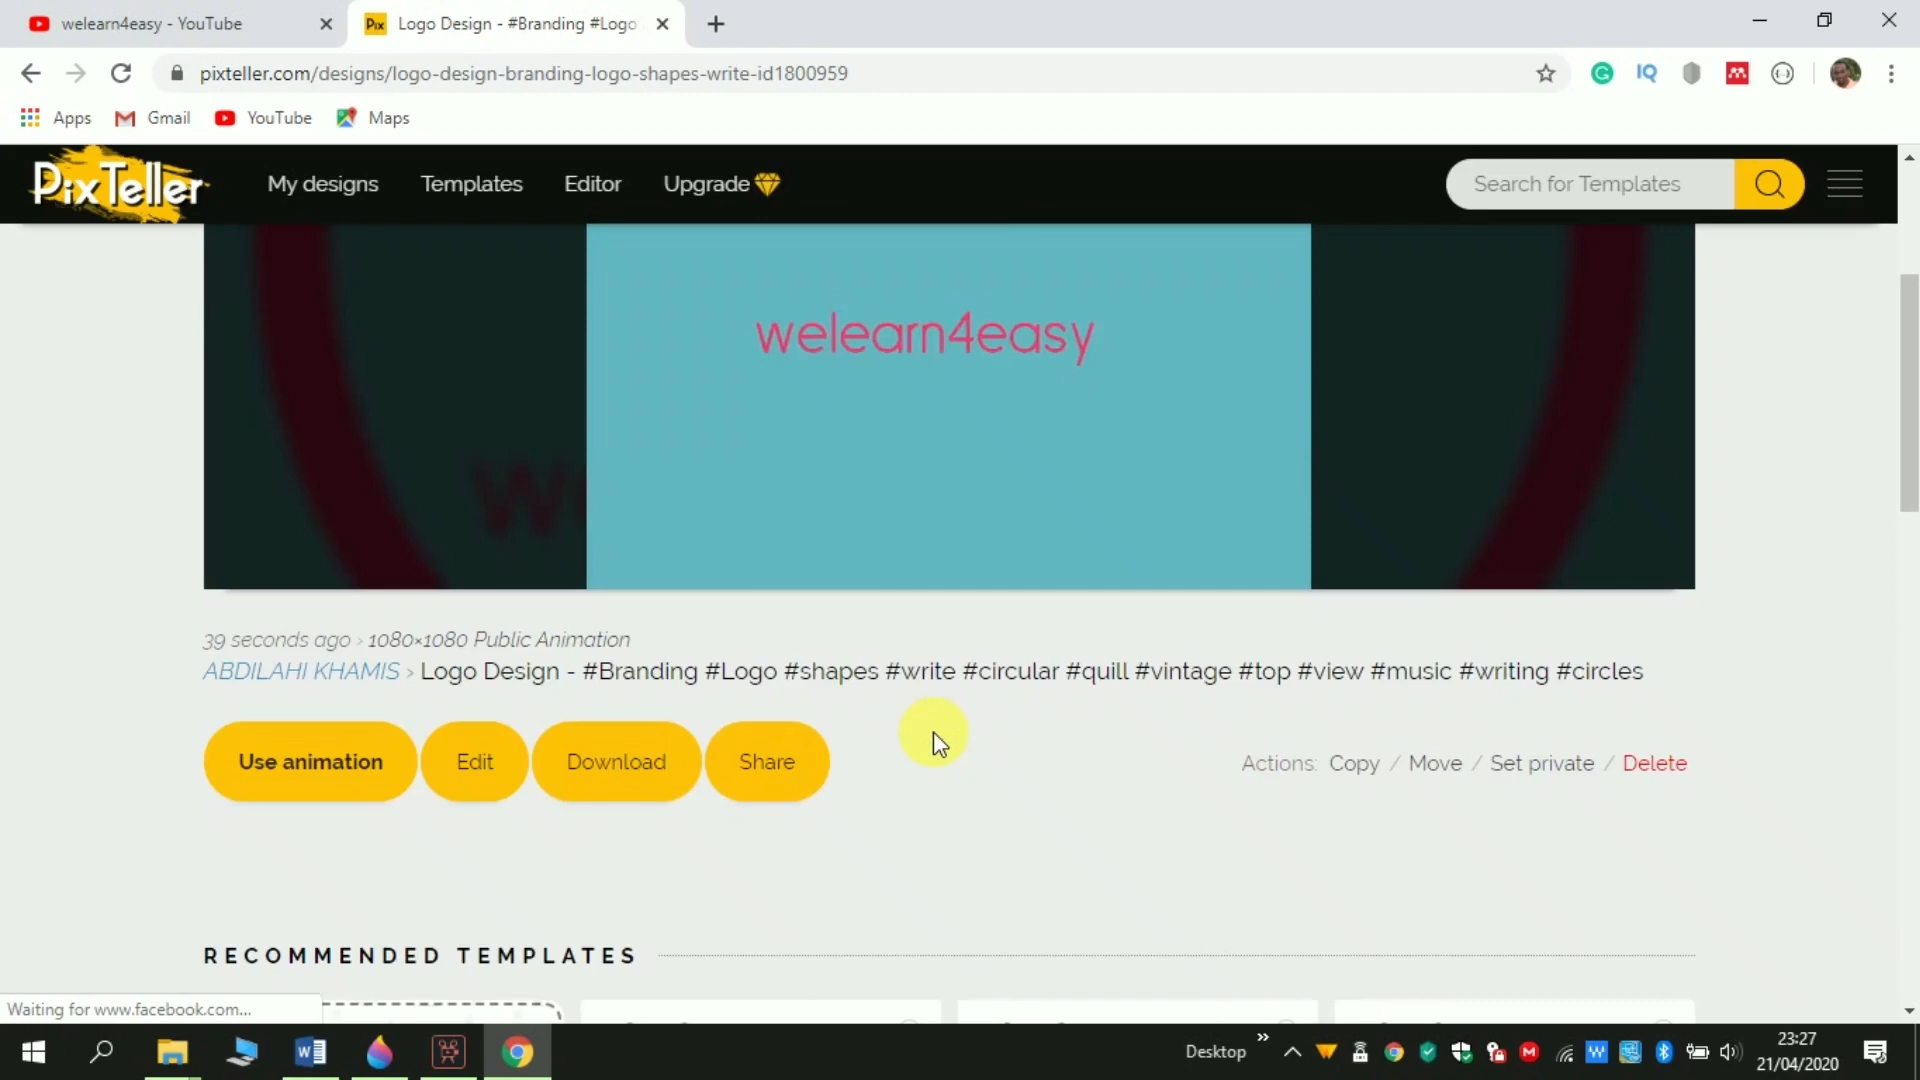 welearn4easy - YouTube
Pix Logo Design - #Branding #Logo
pixteller.com/designs/logo-design-branding-logo-shapes-write-id1800959
IQ
Apps Gmail YouTube Maps
PixTeller My designs Templates Editor Upgrade Search for Templates
welearn4easy
we
39 seconds ago › 1080×1080 Public Animation
ABDILAHI KHAMIS › Logo Design - #Branding #Logo #shapes #write #circular #quill #vintage #top #view #music #writing #circles
Use animation Edit Download Share Actions: Copy / Move / Set private / Delete
RECOMMENDED TEMPLATES
Waiting for www.facebook.com...
Desktop 23:27
21/04/2020